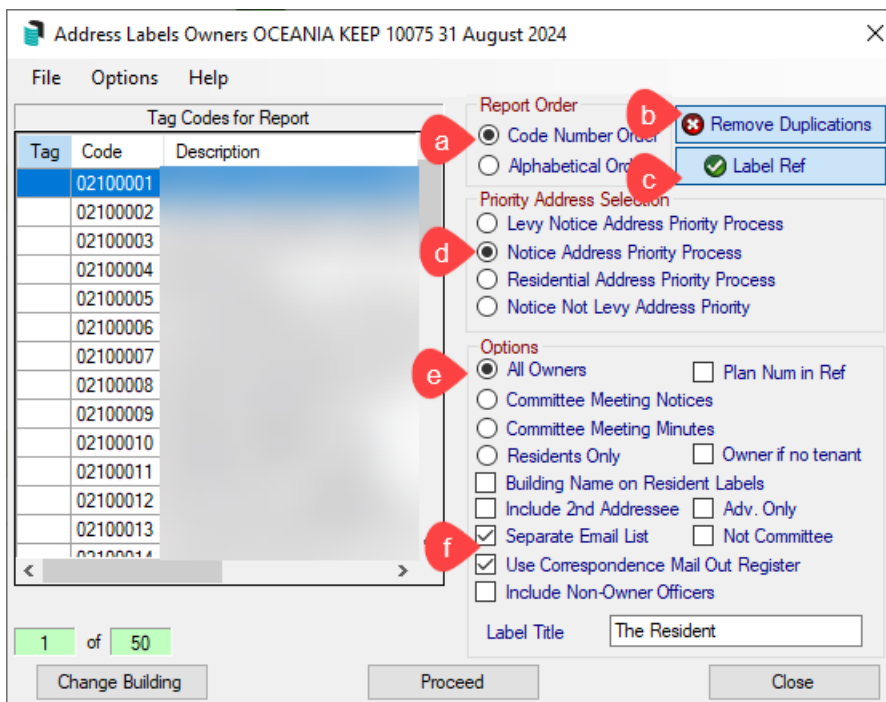 Address Labels Owners OCEANIA KEEP 10075 31 August 2024
File Options Help
Tag Codes for Report
Tag Code Description
02100001
02100002
02100003
02100004
02100005
02100006
02100007
02100008
02100009
02100010
02100011
02100012
02100013
02100014
1 of 50
Report Order
a Code Number Order
Alphabetical
b Remove Duplications
c Label Ref
Priority Address Selection
Levy Notice Address Priority Process
d Notice Address Priority Process
Residential Address Priority Process
Notice Not Levy Address Priority
Options
e All Owners Plan Num in Ref
Committee Meeting Notices
Committee Meeting Minutes
Residents Only Owner if no tenant
Building Name on Resident Labels
Include 2nd Addressee Adv. Only
f Separate Email List Not Committee
Use Correspondence Mail Out Register
Include Non-Owner Officers
Label Title The Resident
Change Building Proceed Close